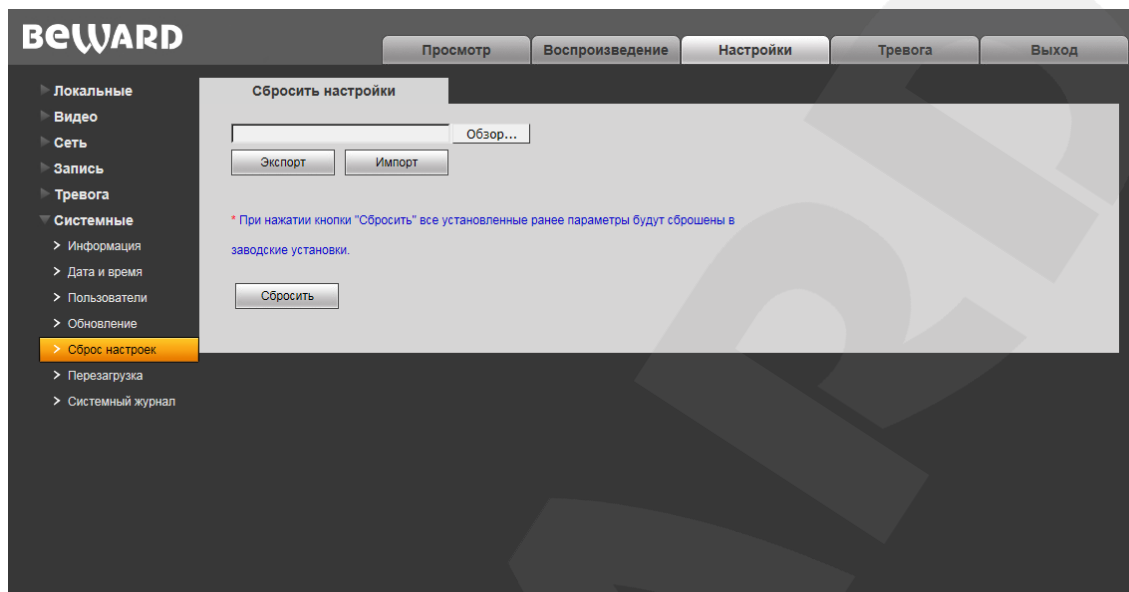 BEWARD
Просмотр
Воспроизведение
Настройки
Тревога
Выход
Локальные
Видео
Сеть
Запись
Тревога
Системные
> Информация
> Дата и время
> Пользователи
> Обновление
> Сброс настроек
> Перезагрузка
> Системный журнал
Сбросить настройки
Обзор...
Экспорт
Импорт
* При нажатии кнопки "Сбросить" все установленные ранее параметры будут сброшены в
заводские установки.
Сбросить